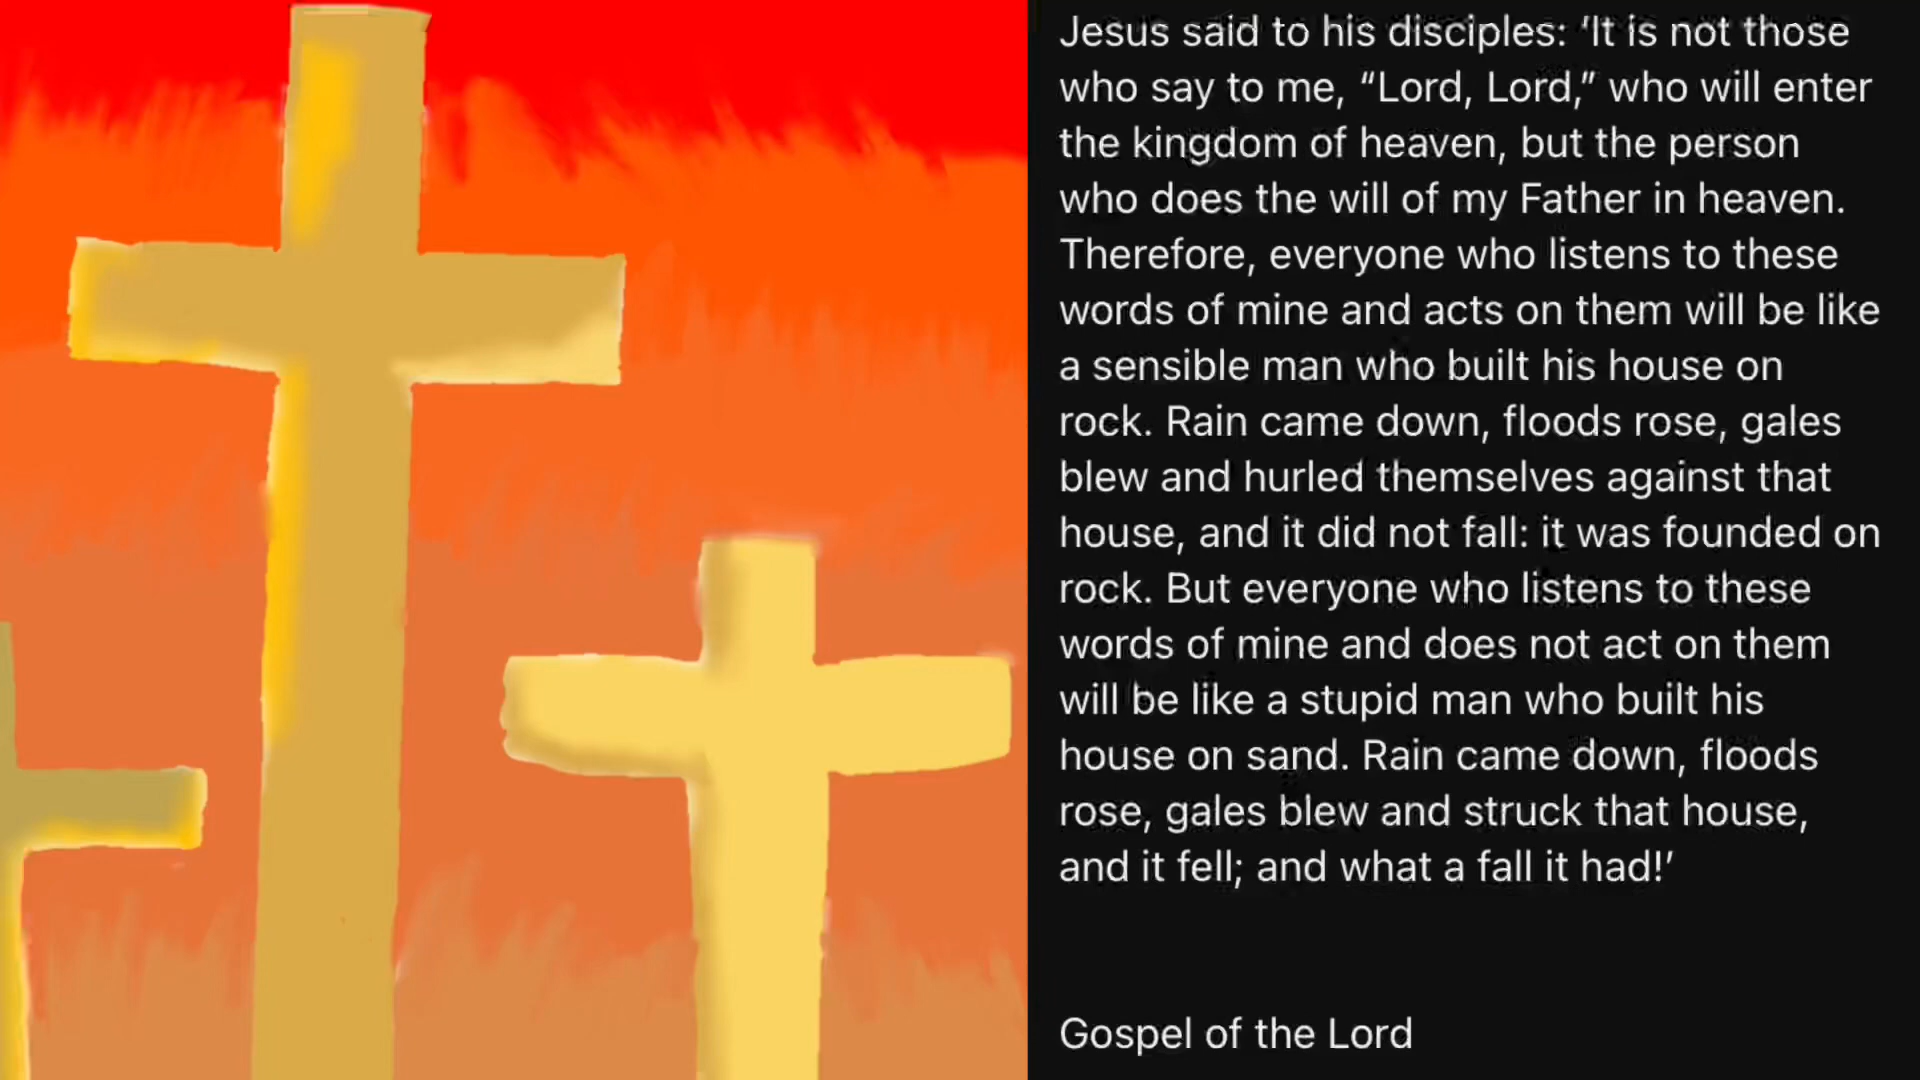 Jesus said to his disciples: ‘It is not those
who say to me, “Lord, Lord,” who will enter
the kingdom of heaven, but the person
who does the will of my Father in heaven.
Therefore, everyone who listens to these
words of mine and acts on them will be like
a sensible man who built his house on
rock. Rain came down, floods rose, gales
blew and hurled themselves against that
house, and it did not fall: it was founded on
rock. But everyone who listens to these
words of mine and does not act on them
will be like a stupid man who built his
house on sand. Rain came down, floods
rose, gales blew and struck that house,
and it fell; and what a fall it had!’
Gospel of the Lord